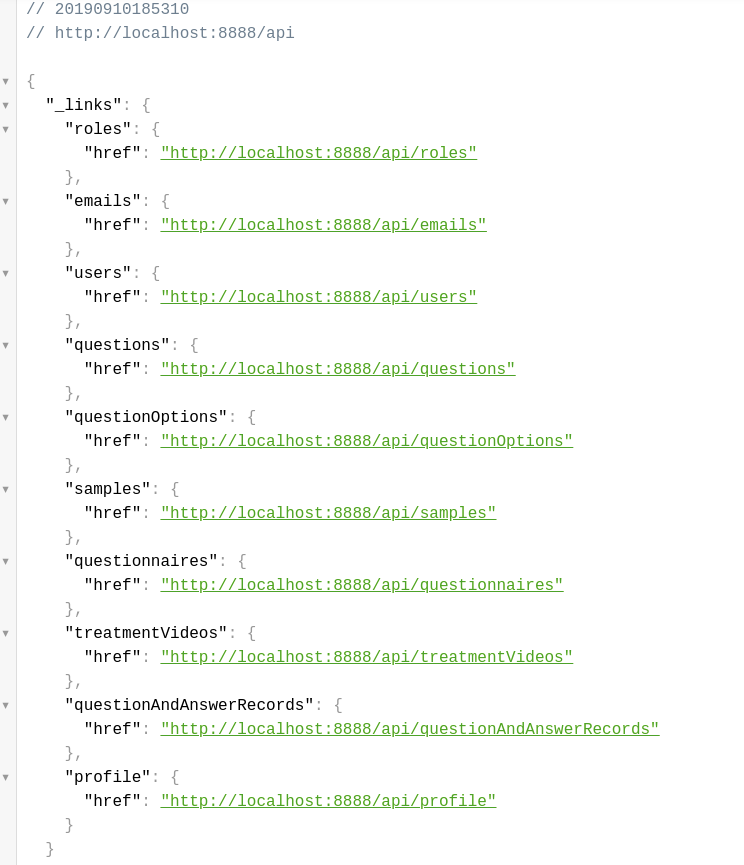 // 20190910185310
// http://localhost:8888/api
{
"_links": {
"roles": {
"href": "http://localhost:8888/api/roles"
},
"emails": {
"href": "http://localhost:8888/api/emails"
},
"users": {
"href": "http://localhost:8888/api/users"
},
"questions": {
"href": "http://localhost:8888/api/questions"
},
"questionOptions": {
"href": "http://localhost:8888/api/questionOptions"
},
"samples": {
"href": "http://localhost:8888/api/samples"
},
"questionnaires": {
"href": "http://localhost:8888/api/questionnaires"
},
"treatmentVideos": {
"href": "http://localhost:8888/api/treatmentVideos"
},
"questionAndAnswerRecords": {
"href": "http://localhost:8888/api/questionAndAnswerRecords"
},
"profile": {
"href": "http://localhost:8888/api/profile"
}
}